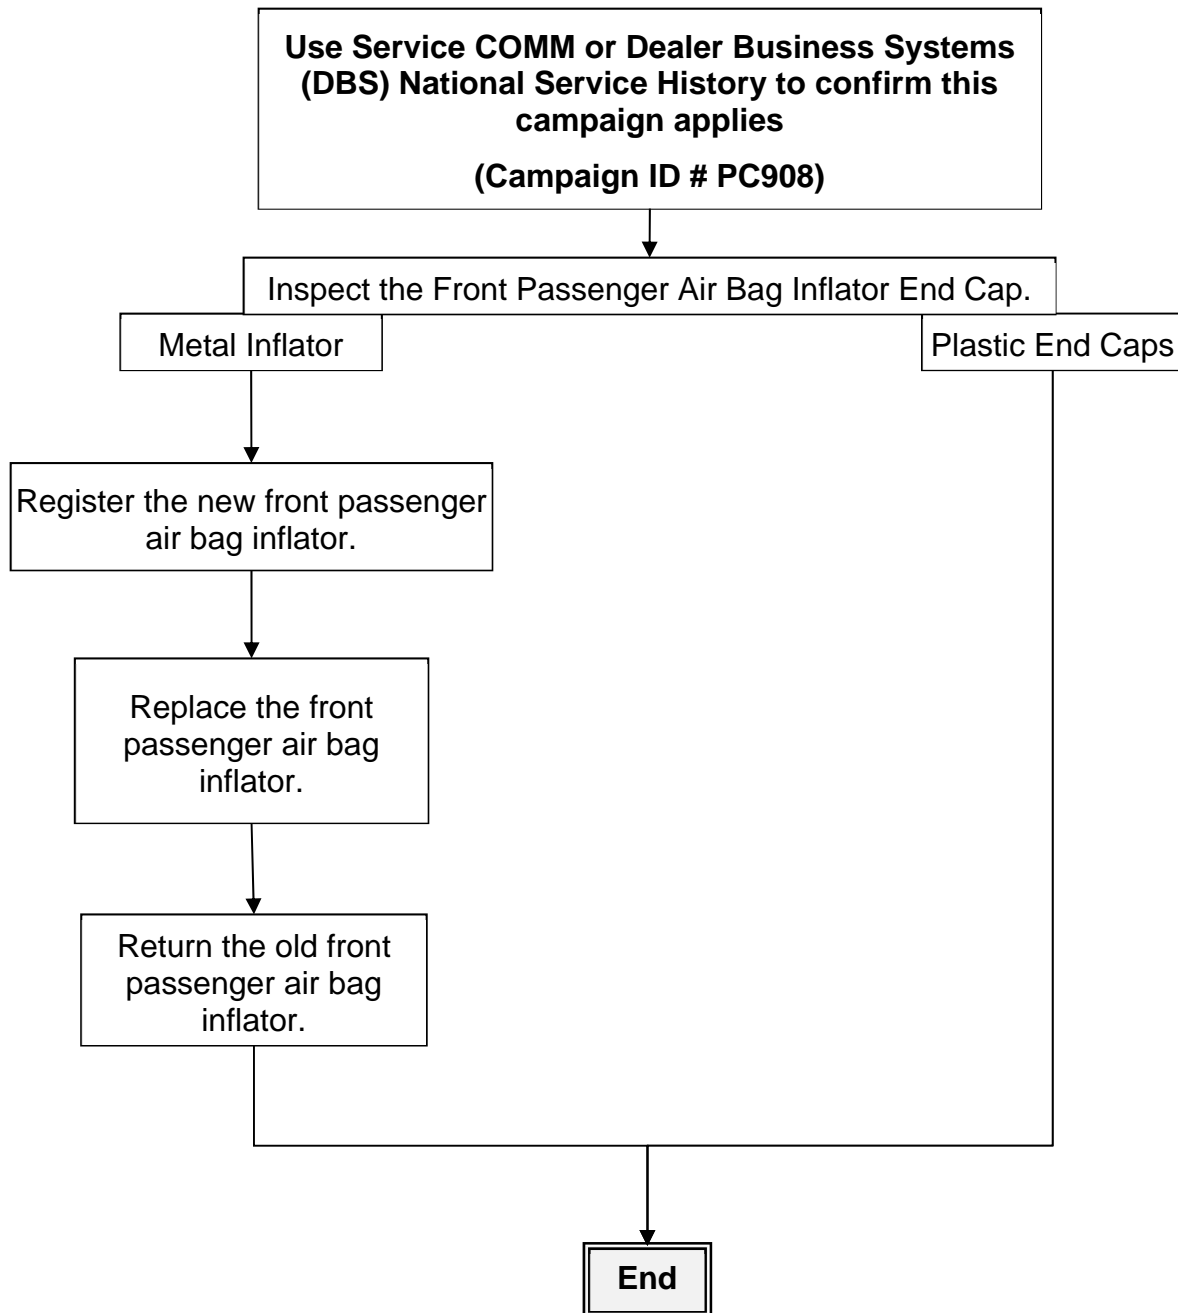 Use Service COMM or Dealer Business Systems
(DBS) National Service History to confirm this
campaign applies
(Campaign ID # PC908)
Inspect the Front Passenger Air Bag Inflator End Cap.
Metal Inflator
Plastic End Caps
Register the new front passenger
air bag inflator.
Replace the front
passenger air bag
inflator.
Return the old front
passenger air bag
inflator.
End